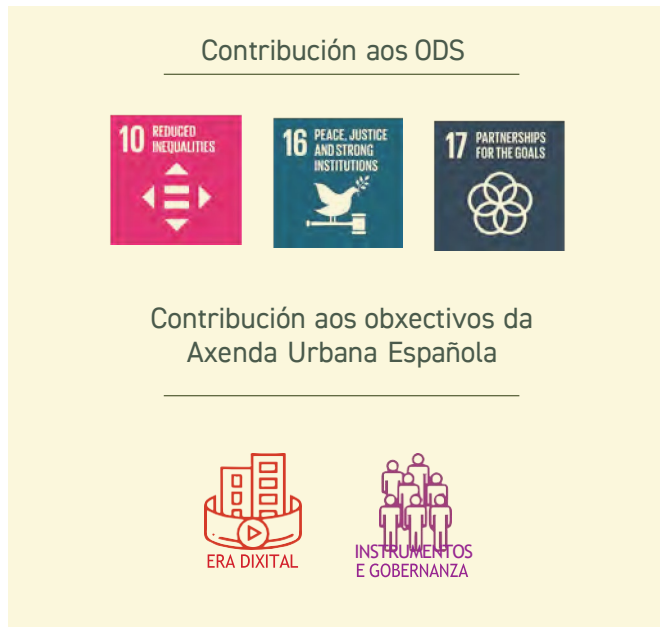 Contribución aos ODS
10 REDUCED
INEQUALITIES
16 PEACE, JUSTICE
AND STRONG
INSTITUTIONS
17 PARTNERSHIPS
FOR THE GOALS
Contribución aos obxectivos da
Axenda Urbana Española
ERA DIXITAL
INSTRUMENTOS
E GOBERNANZA